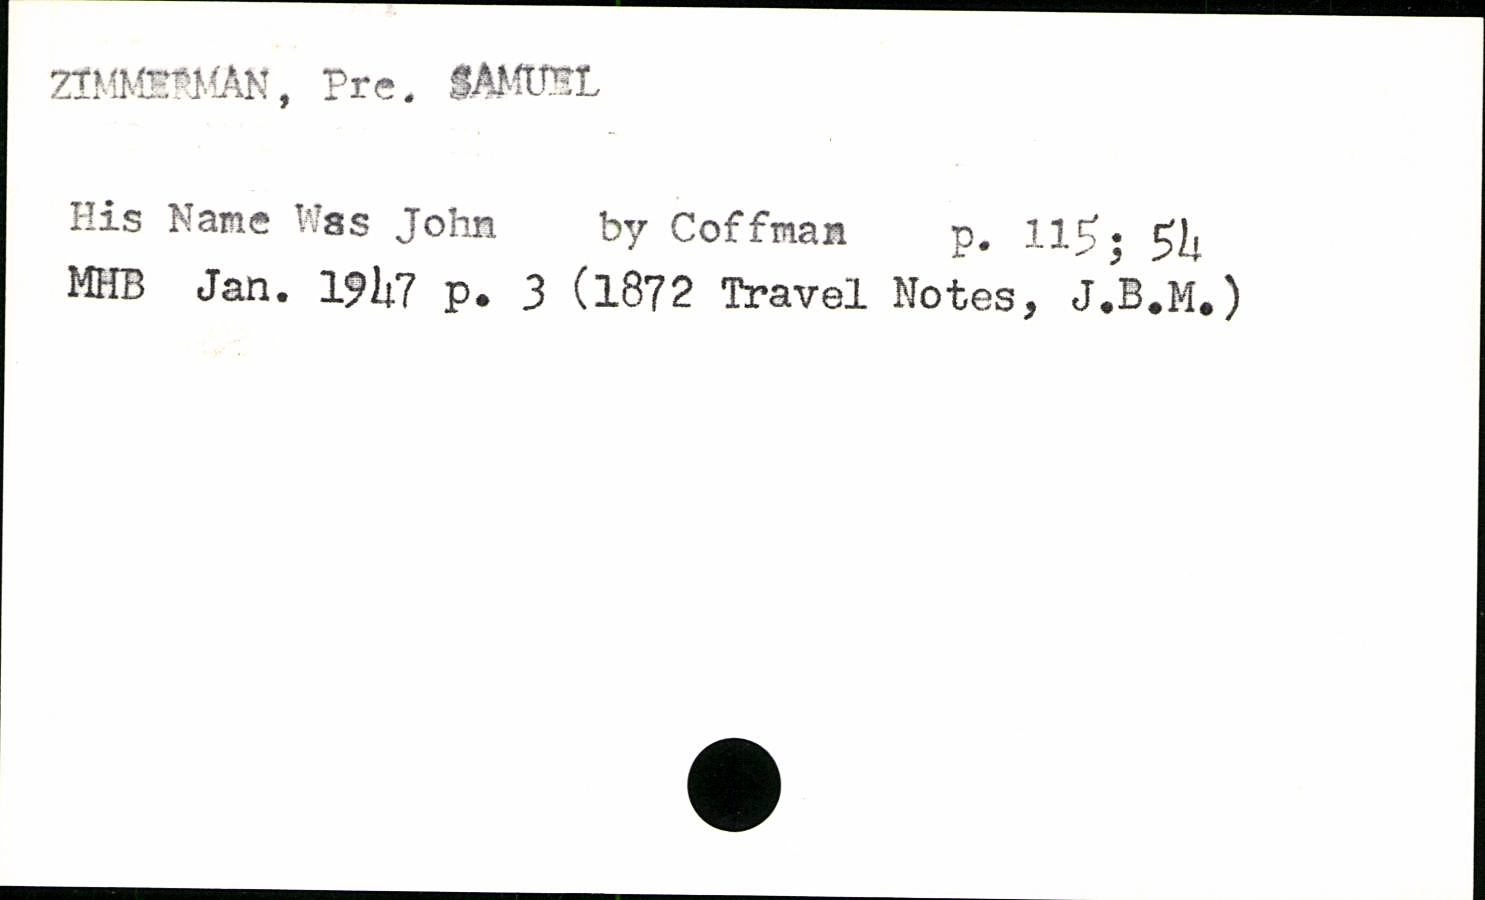 ZIMMERMAN, Pre. SAMUEL
His Name Was John by Coffman p. 115; 54
MHB Jan. 1947 p. 3 (1872 Travel Notes, J.B.M.)